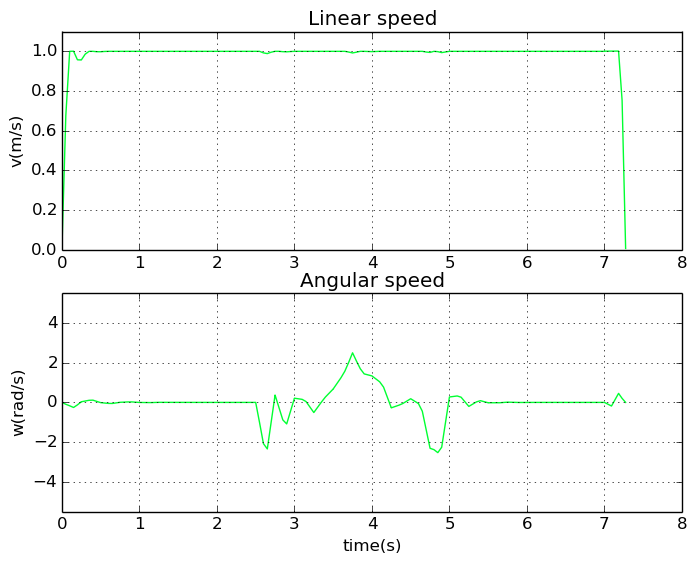 Linear speed
v(m/s)
1.0
0.8
0.6
0.4
0.2
0.0
0 1 2 3 4 5 6 7 8
Angular speed
w(rad/s)
4
2
0
−2
−4
0 1 2 3 4 5 6 7 8
time(s)